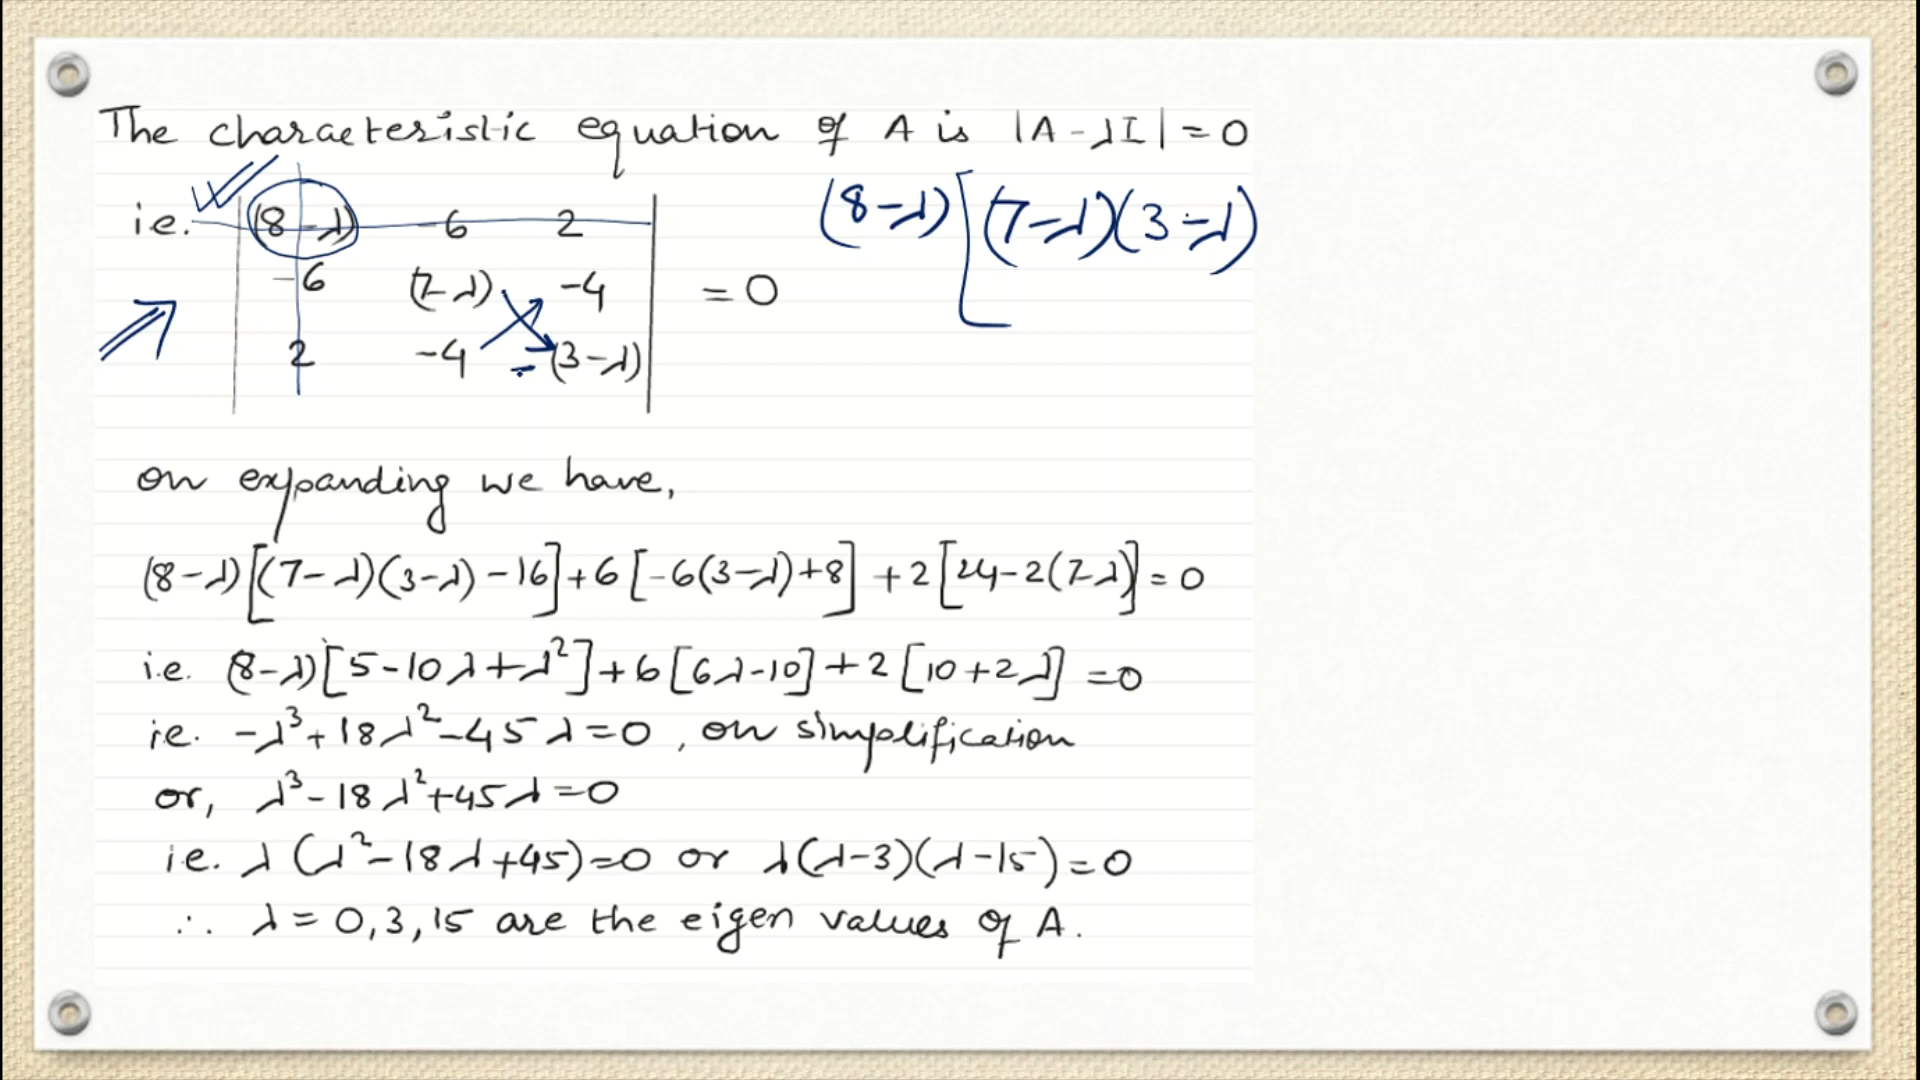 The characteristic equation of A is |A-λI| = 0
i.e. (8-λ) -6 2 (8-λ)[(7-λ)(3-λ)
-6 (7-λ) -4 = 0
2 -4 (3-λ)
on expanding we have,
(8-λ)[(7-λ)(3-λ)-16]+6[-6(3-λ)+8]+2[24-2(7-λ)]=0
i.e. (8-λ)[5-10λ+λ²]+6[6λ-10]+2[10+2λ]=0
i.e. -λ³+18λ²-45λ=0, on simplification
or, λ³-18λ²+45λ=0
i.e. λ(λ²-18λ+45)=0 or λ(λ-3)(λ-15)=0
∴ λ= 0,3,15 are the eigen values of A.